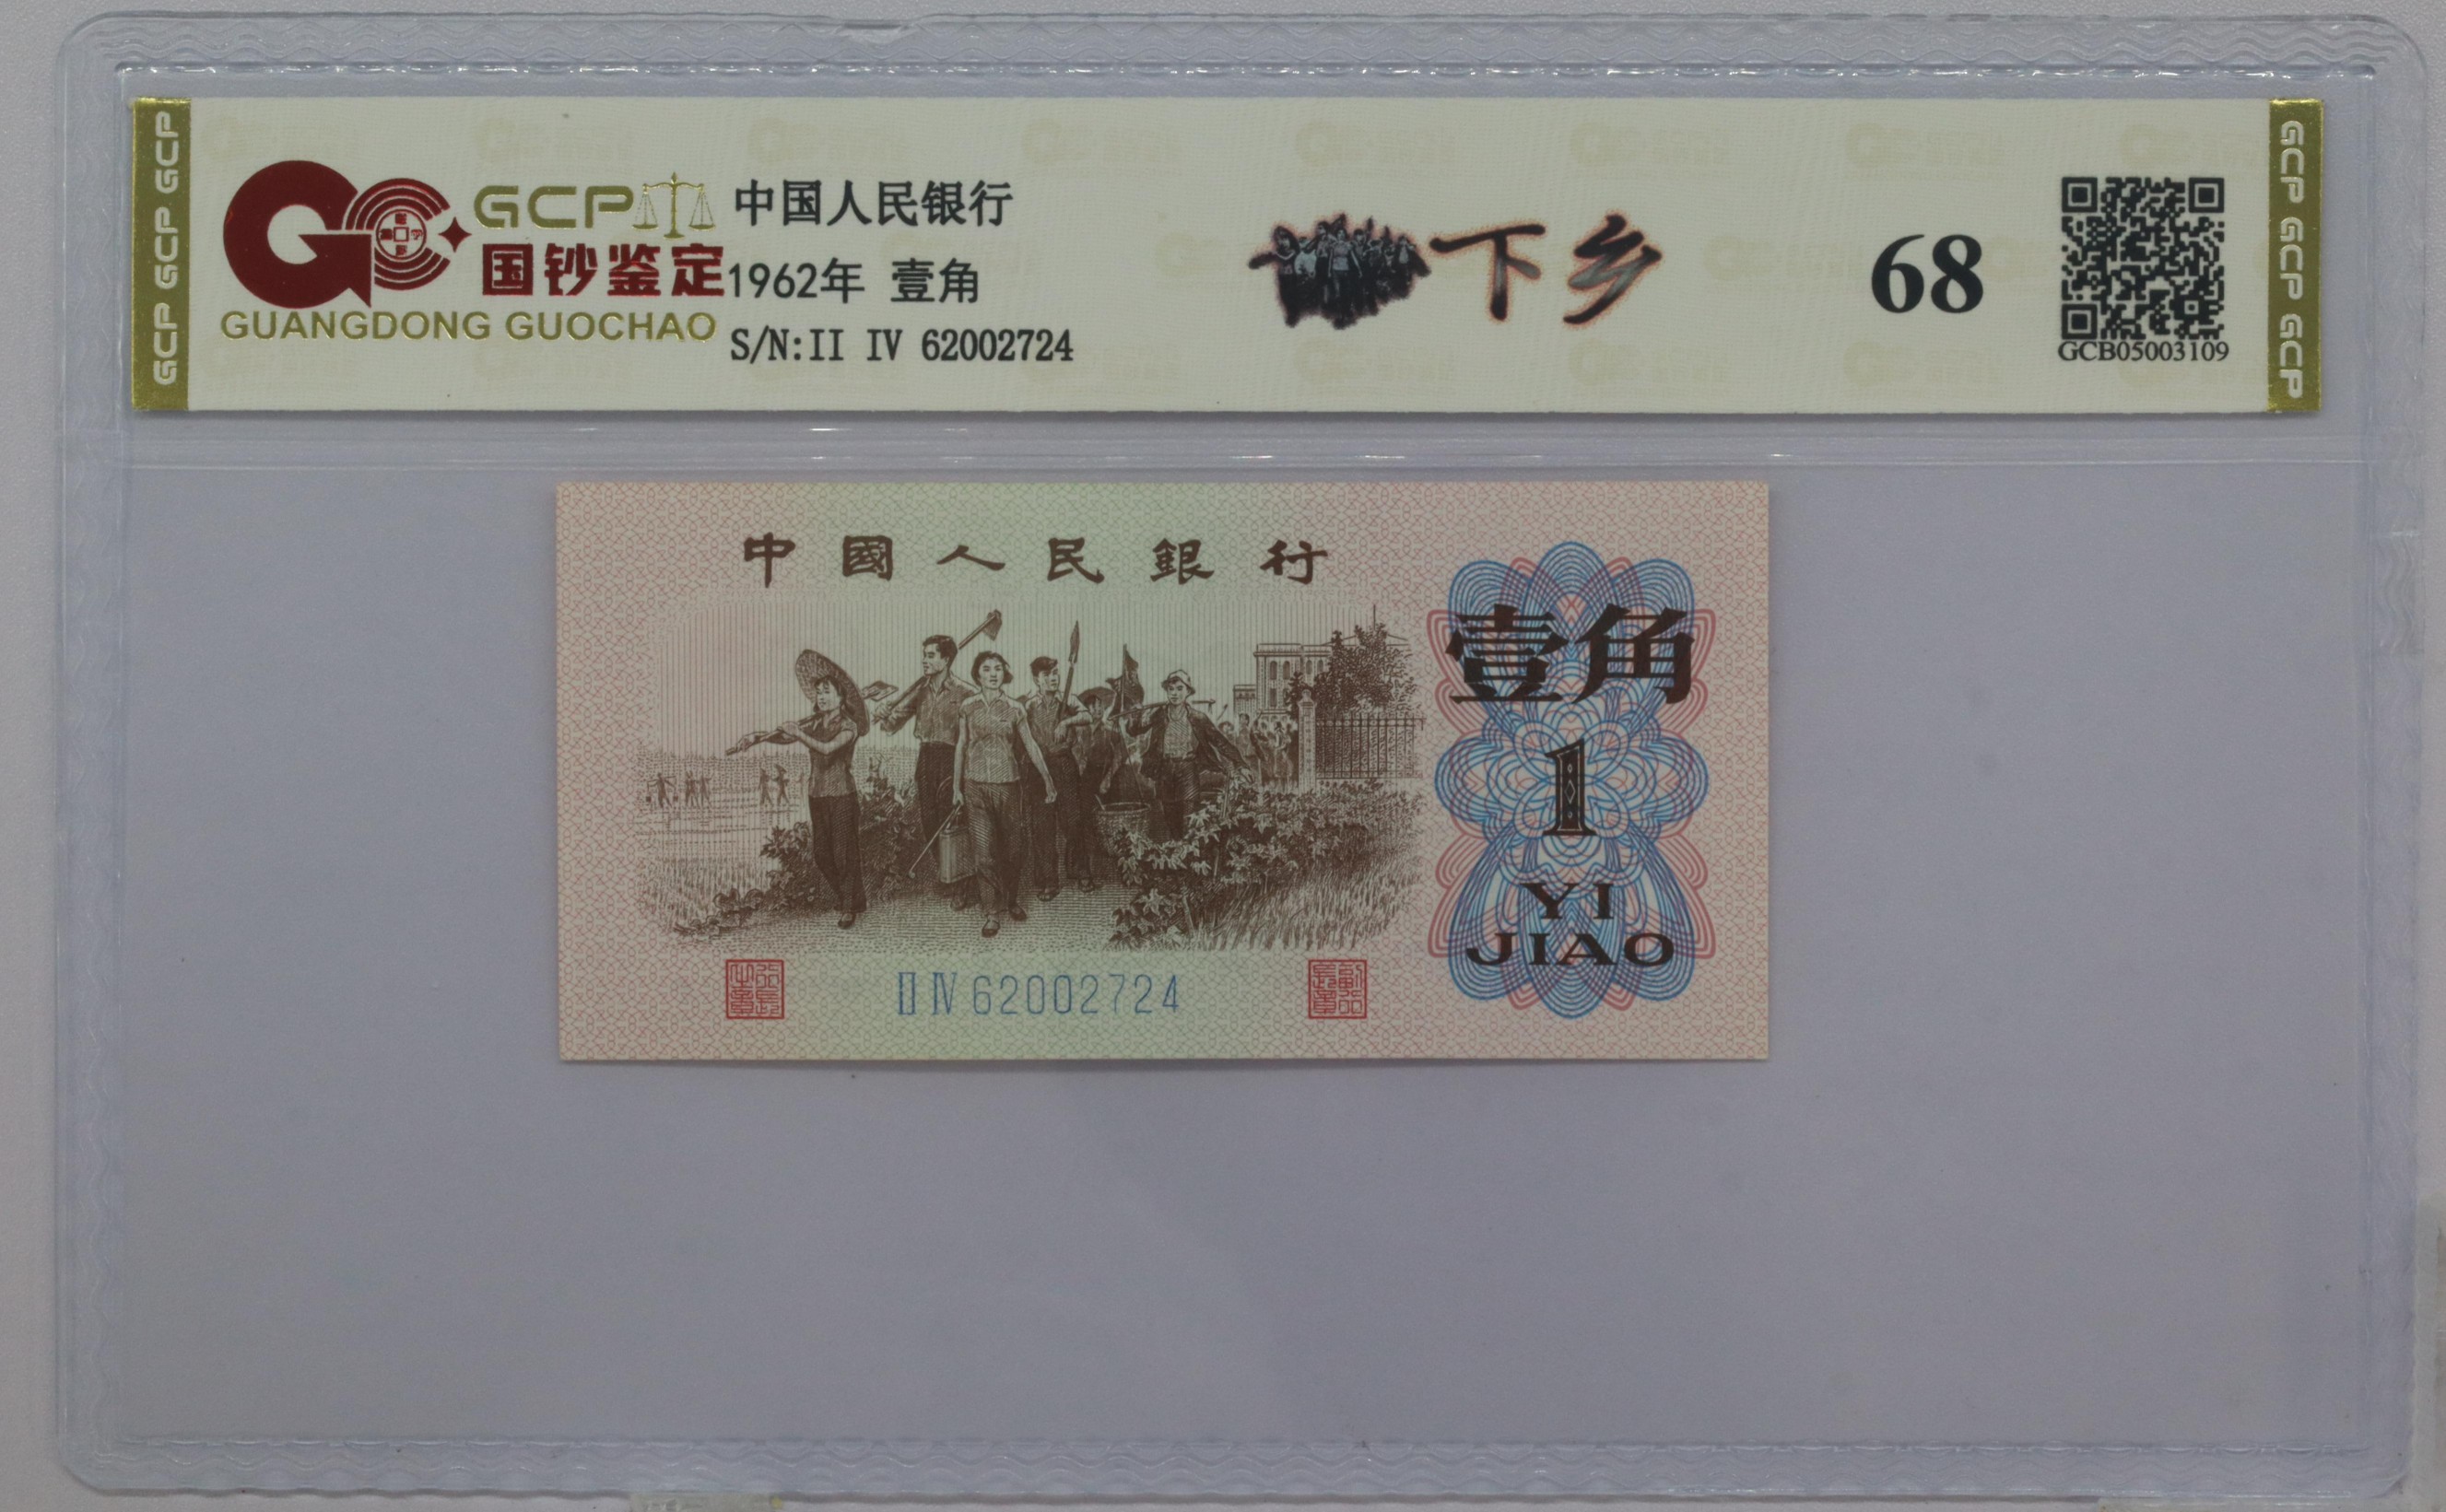 GCP GCP GCP
GCP
国钞鉴定
GUANGDONG GUOCHAO
中国人民银行
1962年 壹角
S/N:II IV 62002724
下乡
68
GCB05003109
GCP GCP GCP
中國人民銀行
壹角
1
YI
JIAO
II IV 62002724